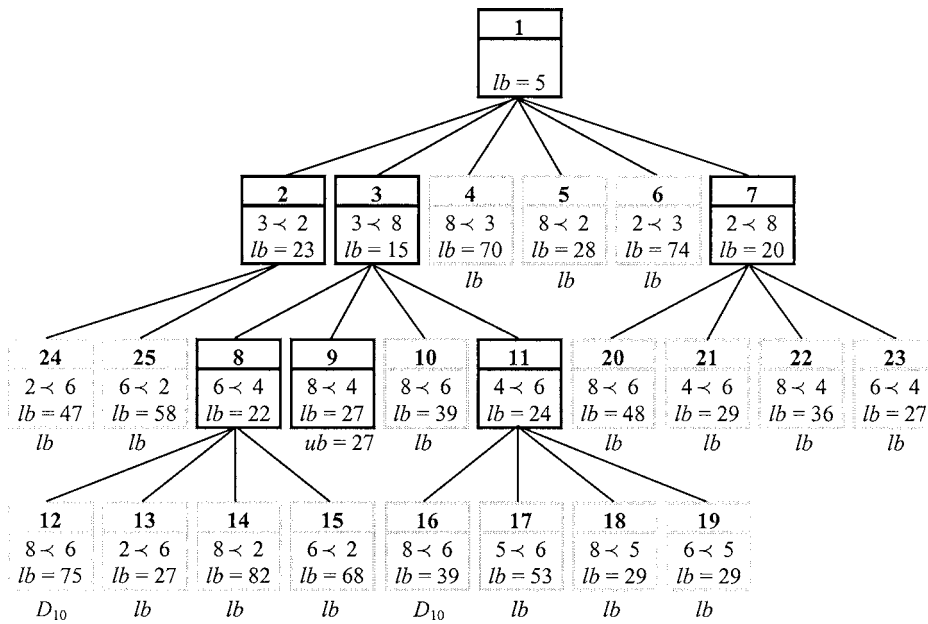 1
lb = 5
2 3 4 5 6 7
3 ≺ 2 3 ≺ 8 8 ≺ 3 8 ≺ 2 2 ≺ 3 2 ≺ 8
lb = 23 lb = 15 lb = 70 lb = 28 lb = 74 lb = 20
lb lb lb
24 25 8 9 10 11 20 21 22 23
2 ≺ 6 6 ≺ 2 6 ≺ 4 8 ≺ 4 8 ≺ 6 4 ≺ 6 8 ≺ 6 4 ≺ 6 8 ≺ 4 6 ≺ 4
lb = 47 lb = 58 lb = 22 lb = 27 lb = 39 lb = 24 lb = 48 lb = 29 lb = 36 lb = 27
lb lb ub = 27 lb lb lb lb lb
12 13 14 15 16 17 18 19
8 ≺ 6 2 ≺ 6 8 ≺ 2 6 ≺ 2 8 ≺ 6 5 ≺ 6 8 ≺ 5 6 ≺ 5
lb = 75 lb = 27 lb = 82 lb = 68 lb = 39 lb = 53 lb = 29 lb = 29
D10 lb lb lb D10 lb lb lb